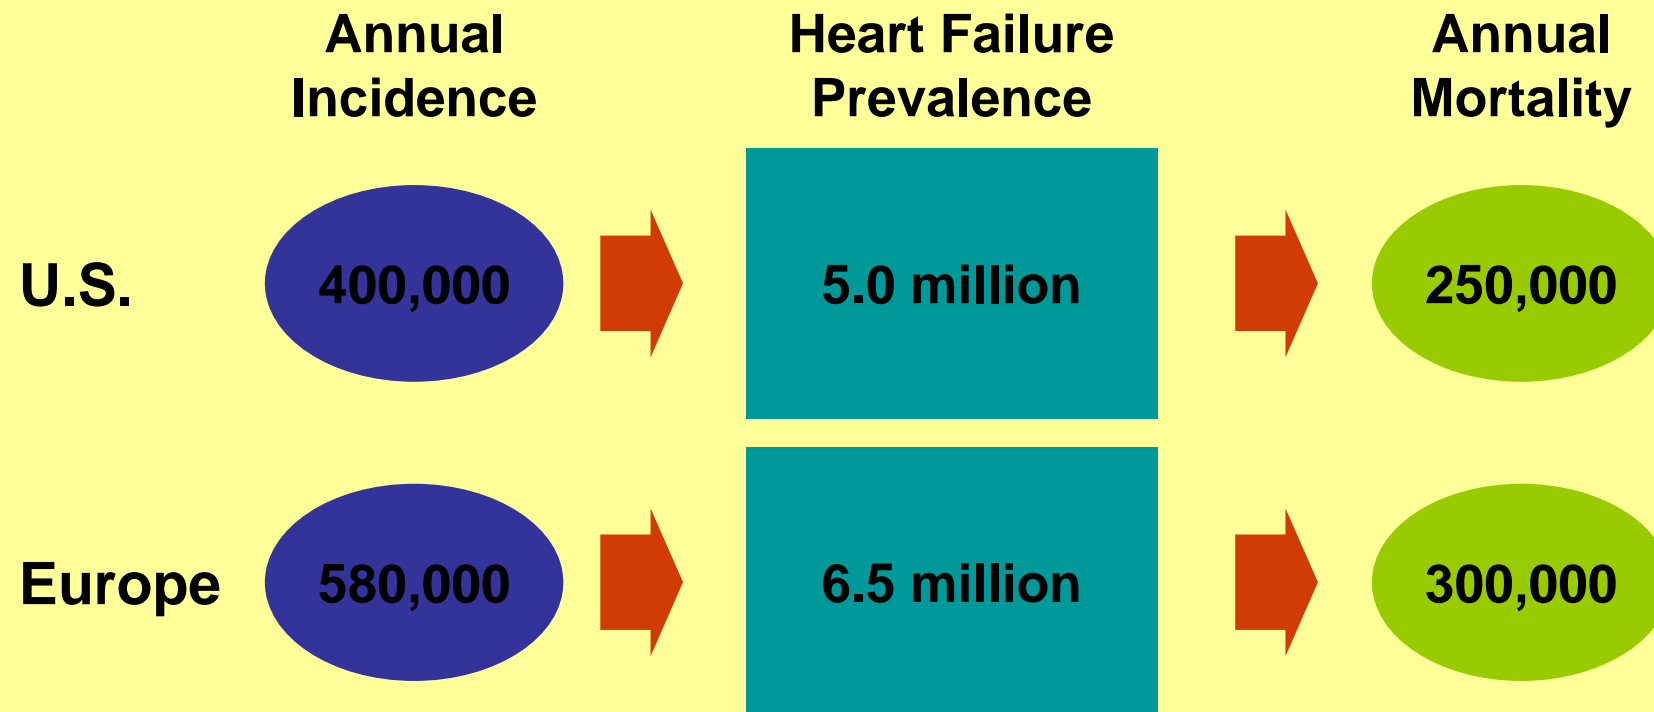 Annual
Incidence
Heart Failure
Prevalence
Annual
Mortality
U.S.
400,000
5.0 million
250,000
Europe
580,000
6.5 million
300,000